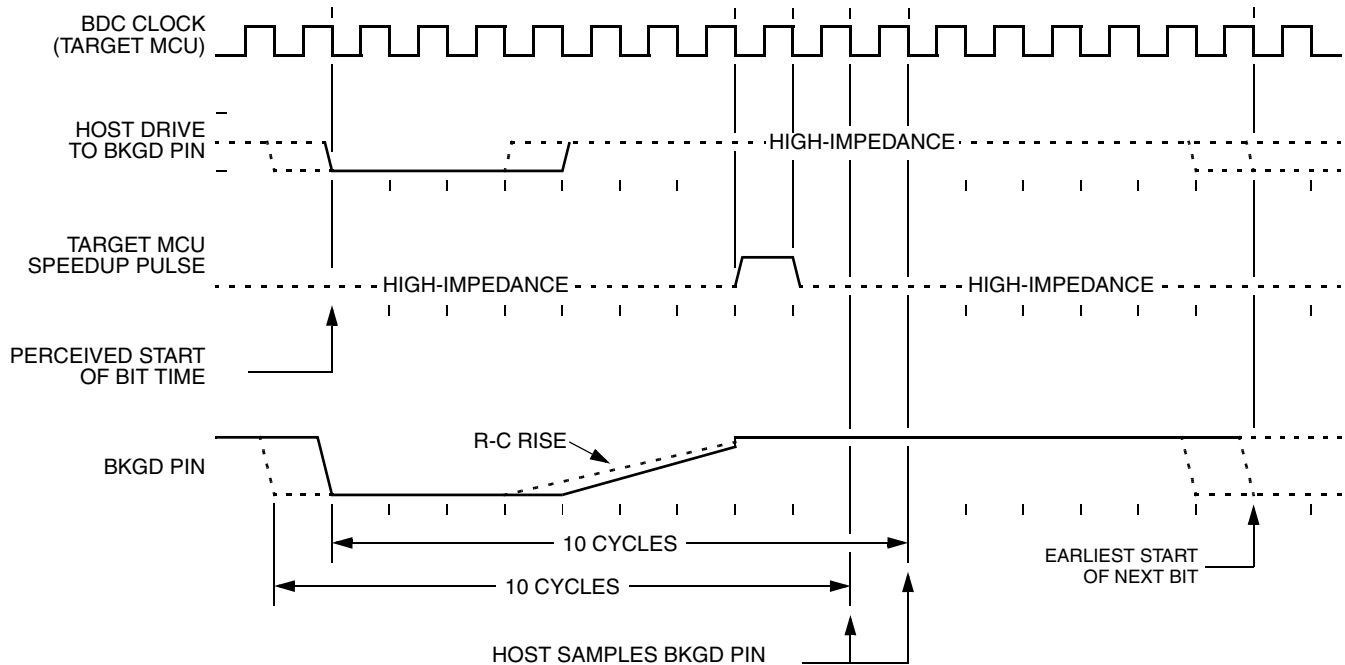 BDC CLOCK
(TARGET MCU)
HOST DRIVE
TO BKGD PIN
HIGH-IMPEDANCE
TARGET MCU
SPEEDUP PULSE
HIGH-IMPEDANCE
HIGH-IMPEDANCE
PERCEIVED START
OF BIT TIME
R-C RISE
BKGD PIN
10 CYCLES
EARLIEST START
OF NEXT BIT
10 CYCLES
HOST SAMPLES BKGD PIN